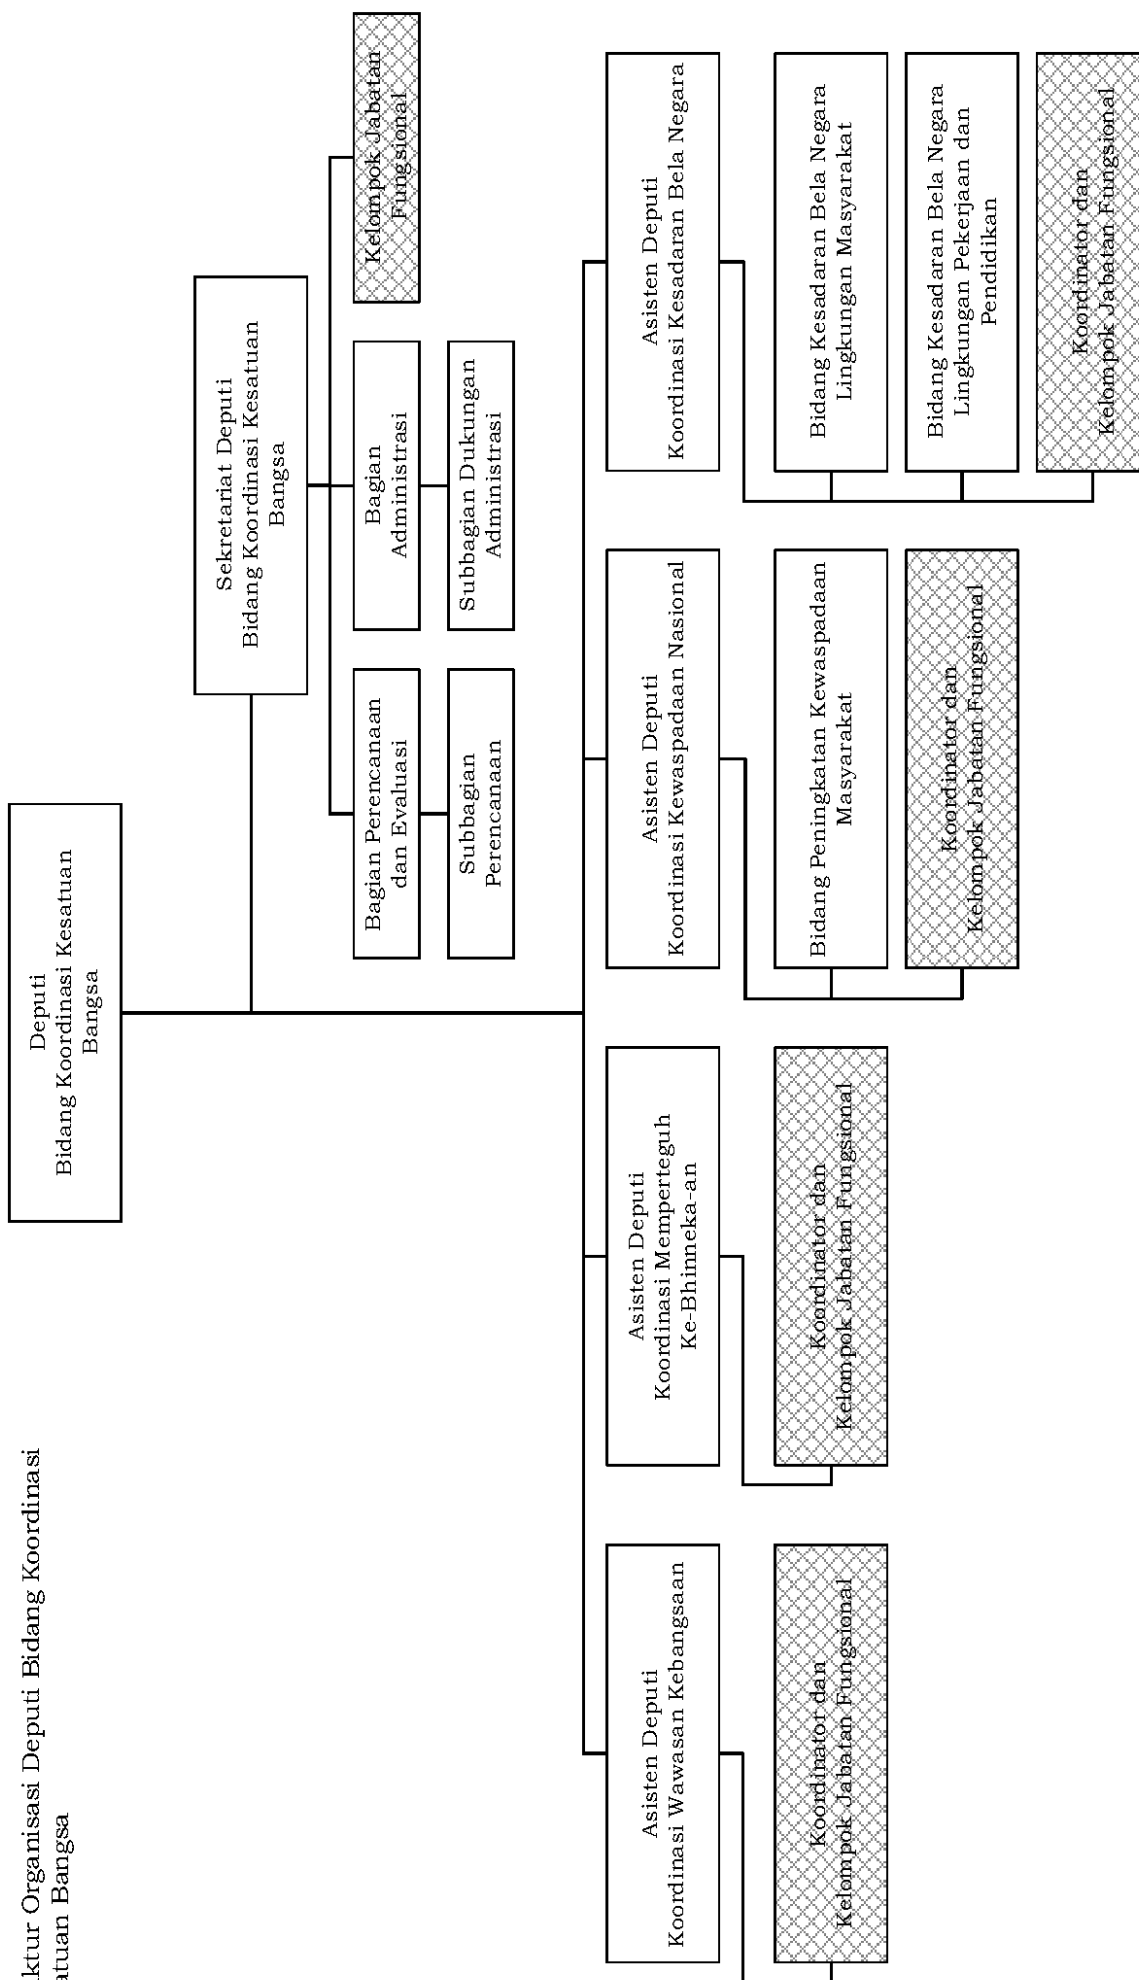 ktur Organisasi Deputi Bidang Koordinasi
atuan Bangsa
Deputi
Bidang Koordinasi Kesatuan
Bangsa
Sekretariat Deputi
Bidang Koordinasi Kesatuan
Bangsa
Bagian Perencanaan
dan Evaluasi
Bagian
Administrasi
Kelompok Jabatan
Fungsional
Subbagian
Perencanaan
Subbagian Dukungan
Administrasi
Asisten Deputi
Koordinasi Wawasan Kebangsaan
Koordinator dan
Kelompok Jabatan Fungsional
Asisten Deputi
Koordinasi Memperteguh
Ke-Bhinneka-an
Koordinator dan
Kelompok Jabatan Fungsional
Asisten Deputi
Koordinasi Kewaspadaan Nasional
Bidang Peningkatan Kewaspadaan
Masyarakat
Koordinator dan
Kelompok Jabatan Fungsional
Asisten Deputi
Koordinasi Kesadaran Bela Negara
Bidang Kesadaran Bela Negara
Lingkungan Masyarakat
Bidang Kesadaran Bela Negara
Lingkungan Pekerjaan dan
Pendidikan
Koordinator dan
Kelompok Jabatan Fungsional